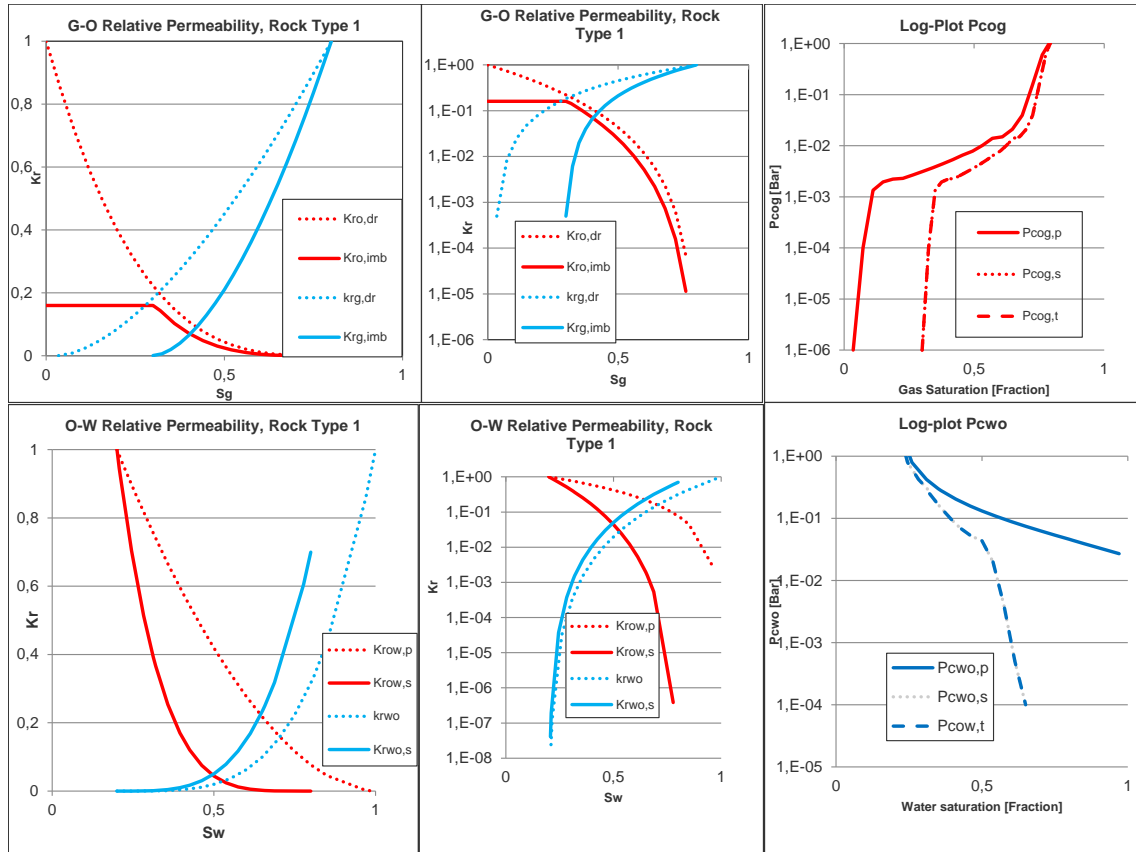 G-O Relative Permeability, Rock Type 1
1
0,8
0,6
0,4
0,2
0
0
0,5
1
Kr
Sg
Kro,dr
Kro,imb
krg,dr
Krg,imb
G-O Relative Permeability, Rock
Type 1
1,E+00
1,E-01
1,E-02
1,E-03
1,E-04
1,E-05
1,E-06
0
0,5
1
Kr
Sg
Kro,dr
Kro,imb
krg,dr
Krg,imb
Log-Plot Pcog
1,E+00
1,E-01
1,E-02
1,E-03
1,E-04
1,E-05
1,E-06
0
0,5
1
Pcog [Bar]
Gas Saturation [Fraction]
Pcog,p
Pcog,s
Pcog,t
O-W Relative Permeability, Rock Type 1
1
0,8
0,6
0,4
0,2
0
0
0,5
1
Kr
Sw
Krow,p
Krow,s
krwo
Krwo,s
O-W Relative Permeability, Rock
Type 1
1,E+00
1,E-01
1,E-02
1,E-03
1,E-04
1,E-05
1,E-06
1,E-07
1,E-08
0
0,5
1
Kr
Sw
Krow,p
Krow,s
krwo
Krwo,s
Log-plot Pcwo
1,E+00
1,E-01
1,E-02
1,E-03
1,E-04
1,E-05
0
0,5
1
Pcwo [Bar]
Water saturation [Fraction]
Pcwo,p
Pcwo,s
Pcow,t